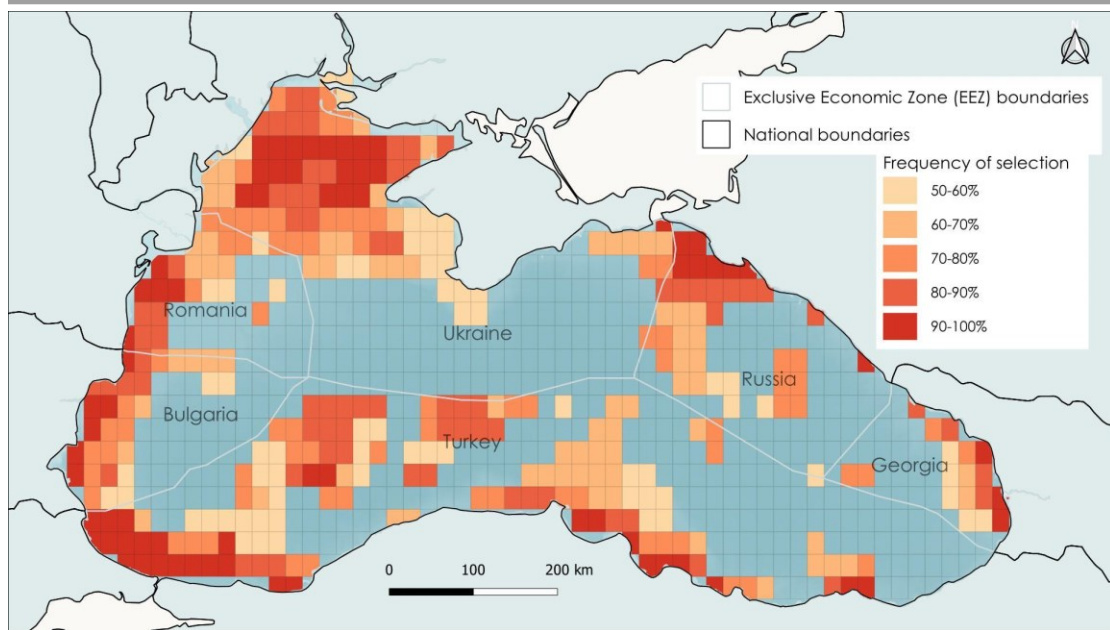 N
Exclusive Economic Zone (EEZ) boundaries
National boundaries
Frequency of selection
50-60%
60-70%
70-80%
80-90%
90-100%
Romania
Ukraine
Russia
Bulgaria
Turkey
Georgia
0 100 200 km